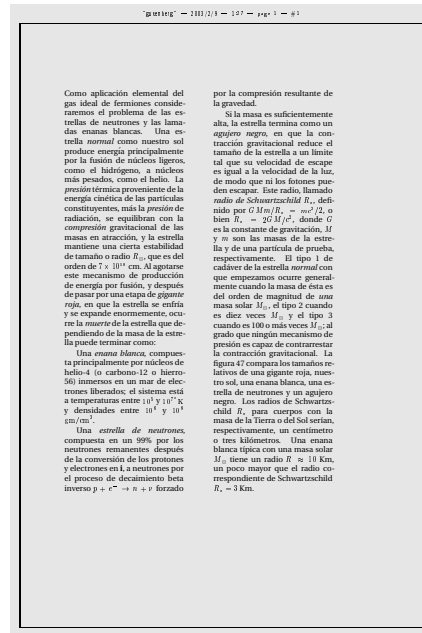 "gutenberg" — 2003/2/9 — 1:27 — page 1 — #1
Como aplicación elemental del
gas ideal de fermiones conside-
raremos el problema de las es-
trellas de neutrones y las lama-
das enanas blancas. Una es-
trella normal como nuestro sol
produce energía principalmente
por la fusión de núcleos ligeros,
como el hidrógeno, a núcleos
más pesados, como el helio. La
presión térmica proveniente de la
energía cinética de las partículas
constituyentes, más la presión de
radiación, se equilibran con la
compresión gravitacional de las
masas en atracción, y la estrella
mantiene una cierta estabilidad
de tamaño o radio R⊙, que es del
orden de 7 × 10¹⁰ cm. Al agotarse
este mecanismo de producción
de energía por fusión, y después
de pasar por una etapa de gigante
roja, en que la estrella se enfría
y se expande enormemente, ocu-
rre la muerte de la estrella que de-
pendiendo de la masa de la estre-
lla puede terminar como:
Una enana blanca, compues-
ta principalmente por núcleos de
helio-4 (o carbono-12 o hierro-
56) inmersos en un mar de elec-
trones liberados; el sistema está
a temperaturas entre y K
y densidades entre 10⁶ y 10⁸
gm/cm³.
Una estrella de neutrones,
compuesta en un 99% por los
neutrones remanentes después
de la conversión de los protones
y electrones en i, a neutrones por
el proceso de decaimiento beta
inverso p + e⁻ → n + ν forzado
por la compresión resultante de
la gravedad.
Si la masa es suficientemente
alta, la estrella termina como un
agujero negro, en que la con-
tracción gravitacional reduce el
tamaño de la estrella a un límite
tal que su velocidad de escape
es igual a la velocidad de la luz,
de modo que ni los fotones pue-
den escapar. Este radio, llamado
radio de Schwartzschild Rₛ, defi-
nido por GMm/Rₛ = mc²/2, o
bien Rₛ = 2GM/c², donde G
es la constante de gravitación, M
y m son las masas de la estre-
lla y de una partícula de prueba,
respectivamente. El tipo 1 de
cadáver de la estrella normal con
que empezamos ocurre general-
mente cuando la masa de ésta es
del orden de magnitud de una
masa solar M⊙, el tipo 2 cuando
es diez veces M⊙ y el tipo 3
cuando es 100 o más veces M⊙; al
grado que ningún mecanismo de
presión es capaz de contrarrestar
la contracción gravitacional. La
figura 47 compara los tamaños re-
lativos de una gigante roja, nues-
tro sol, una enana blanca, una es-
trella de neutrones y un agujero
negro. Los radios de Schwartzs-
child Rₛ para cuerpos con la
masa de la Tierra o del Sol serían,
respectivamente, un centímetro
o tres kilómetros. Una enana
blanca típica con una masa solar
M⊙ tiene un radio R ≈ 10 Km,
un poco mayor que el radio co-
rrespondiente de Schwartzschild
Rₛ = 3 Km.